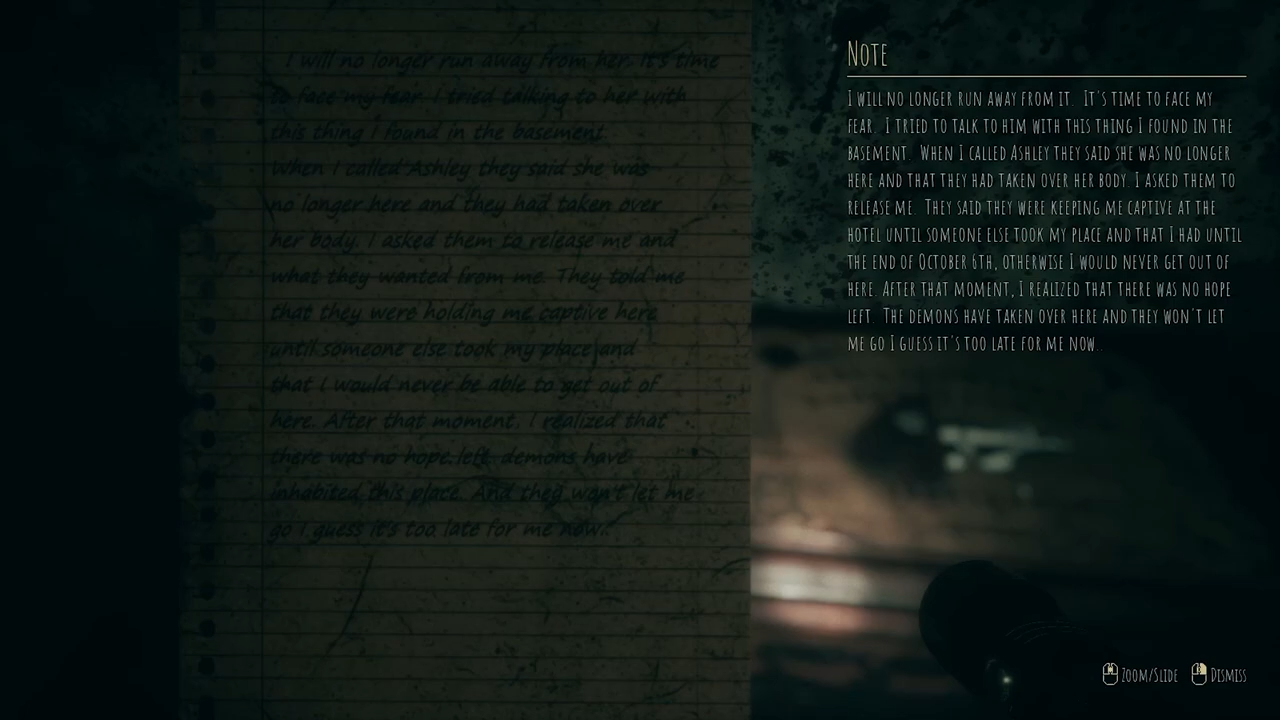 I will no longer run away from her. It's time
to face my fear. I tried talking to her with
this thing I found in the basement.
When I called Ashley they said she was
no longer here and they had taken over
her body. I asked them to release me and
what they wanted from me. They told me
that they were holding me captive here
until someone else took my place and
that I would never be able to get out of
here. After that moment, I realized that
there was no hope left. demons have
inhabited this place. And they won't let me
go I guess it's too late for me now..
NOTE
I WILL NO LONGER RUN AWAY FROM IT. IT'S TIME TO FACE MY
FEAR. I TRIED TO TALK TO HIM WITH THIS THING I FOUND IN THE
BASEMENT. WHEN I CALLED ASHLEY THEY SAID SHE WAS NO LONGER
HERE AND THAT THEY HAD TAKEN OVER HER BODY. I ASKED THEM TO
RELEASE ME. THEY SAID THEY WERE KEEPING ME CAPTIVE AT THE
HOTEL UNTIL SOMEONE ELSE TOOK MY PLACE AND THAT I HAD UNTIL
THE END OF OCTOBER 6TH, OTHERWISE I WOULD NEVER GET OUT OF
HERE. AFTER THAT MOMENT, I REALIZED THAT THERE WAS NO HOPE
LEFT. THE DEMONS HAVE TAKEN OVER HERE AND THEY WON'T LET
ME GO I GUESS IT'S TOO LATE FOR ME NOW..
ZOOM/SLIDE DISMISS